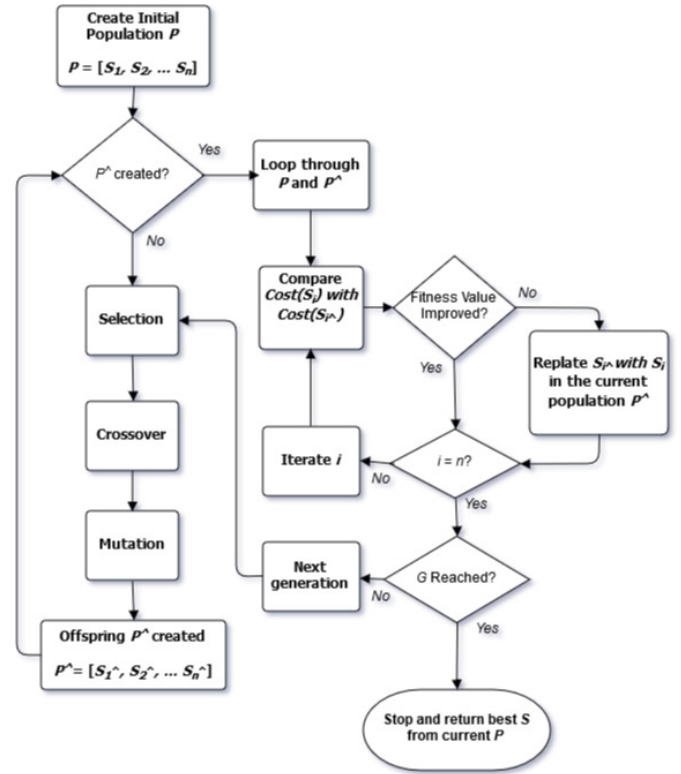 Create Initial
Population P
P = [S1, S2, ... Sn]
P^ created?
Yes
No
Loop through
P and P^
Compare
Cost(Si) with
Cost(Si^)
Fitness Value
Improved?
No
Yes
Replate Si^ with Si
in the current
population P^
Selection
Crossover
Mutation
Offspring P^ created
P^= [S1^, S2^, ... Sn^]
Iterate i
i = n?
No
Yes
Next
generation
G Reached?
No
Yes
Stop and return best S
from current P